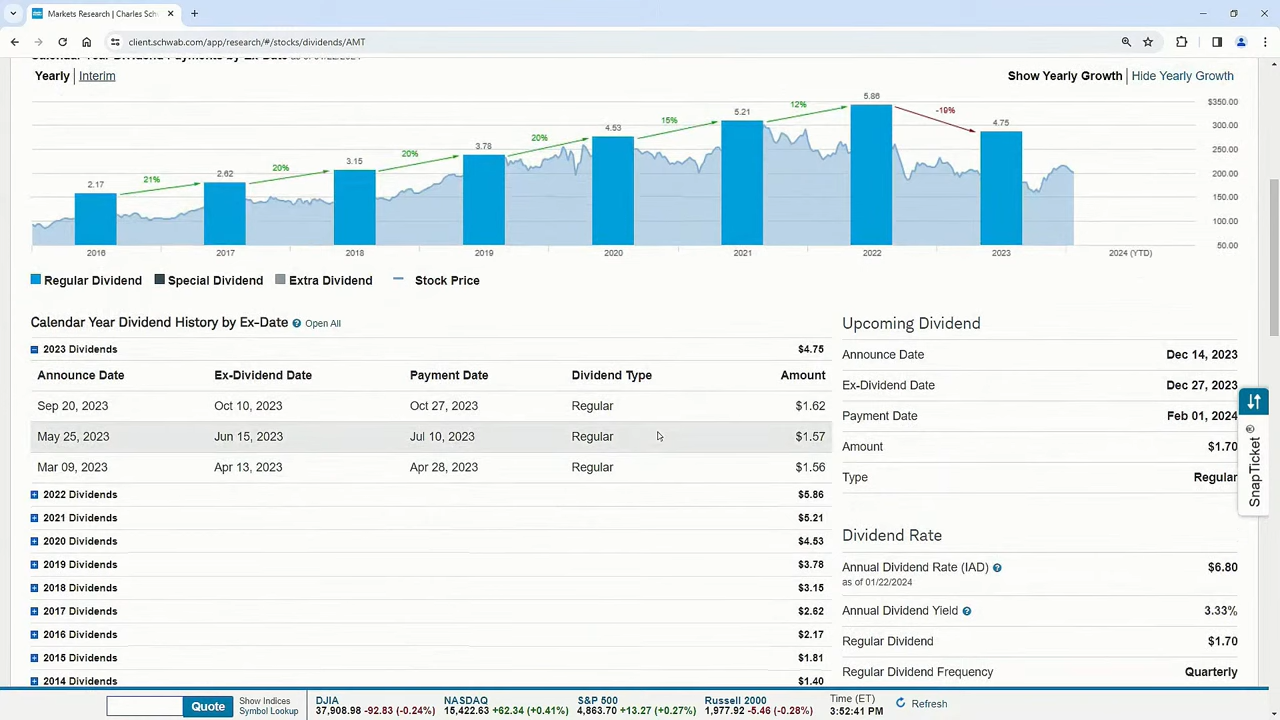 Markets Research | Charles Sch
client.schwab.com/app/research/#/stocks/dividends/AMT
Calendar Year Dividend Payments by Ex-Date as of 01/22/2024
Yearly | Interim
Show Yearly Growth | Hide Yearly Growth
2.17 21% 2.62 20% 3.15 20% 3.78 20% 4.53 15% 5.21 12% 5.86 -19% 4.75
$350.00
300.00
250.00
200.00
150.00
100.00
50.00
2016 2017 2018 2019 2020 2021 2022 2023 2024 (YTD)
Regular Dividend Special Dividend Extra Dividend Stock Price
Calendar Year Dividend History by Ex-Date ? Open All
2023 Dividends $4.75
Announce Date Ex-Dividend Date Payment Date Dividend Type Amount
Sep 20, 2023 Oct 10, 2023 Oct 27, 2023 Regular $1.62
May 25, 2023 Jun 15, 2023 Jul 10, 2023 Regular $1.57
Mar 09, 2023 Apr 13, 2023 Apr 28, 2023 Regular $1.56
2022 Dividends $5.86
2021 Dividends $5.21
2020 Dividends $4.53
2019 Dividends $3.78
2018 Dividends $3.15
2017 Dividends $2.62
2016 Dividends $2.17
2015 Dividends $1.81
2014 Dividends $1.40
Upcoming Dividend
Announce Date Dec 14, 2023
Ex-Dividend Date Dec 27, 2023
Payment Date Feb 01, 2024
Amount $1.70
Type Regular
Dividend Rate
Annual Dividend Rate (IAD) ? $6.80
as of 01/22/2024
Annual Dividend Yield ? 3.33%
Regular Dividend $1.70
Regular Dividend Frequency Quarterly
SnapTicket®
Quote
Show Indices
Symbol Lookup
DJIA
37,908.98 -92.83 (-0.24%)
NASDAQ
15,422.63 +62.34 (+0.41%)
S&P 500
4,863.70 +13.27 (+0.27%)
Russell 2000
1,977.92 -5.46 (-0.28%)
Time (ET)
3:52:41 PM
Refresh